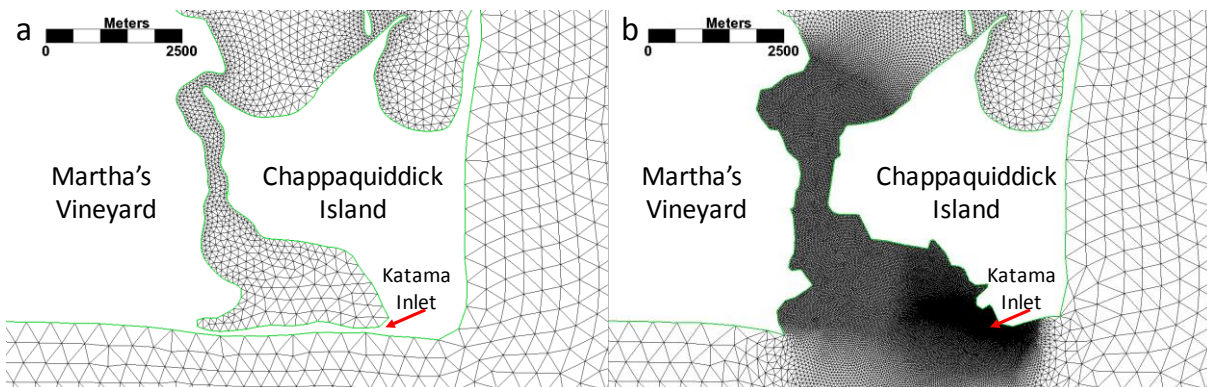 a
Meters
0 2500
Martha's
Vineyard
Chappaquiddick
Island
Katama
Inlet
b
Meters
0 2500
Martha's
Vineyard
Chappaquiddick
Island
Katama
Inlet